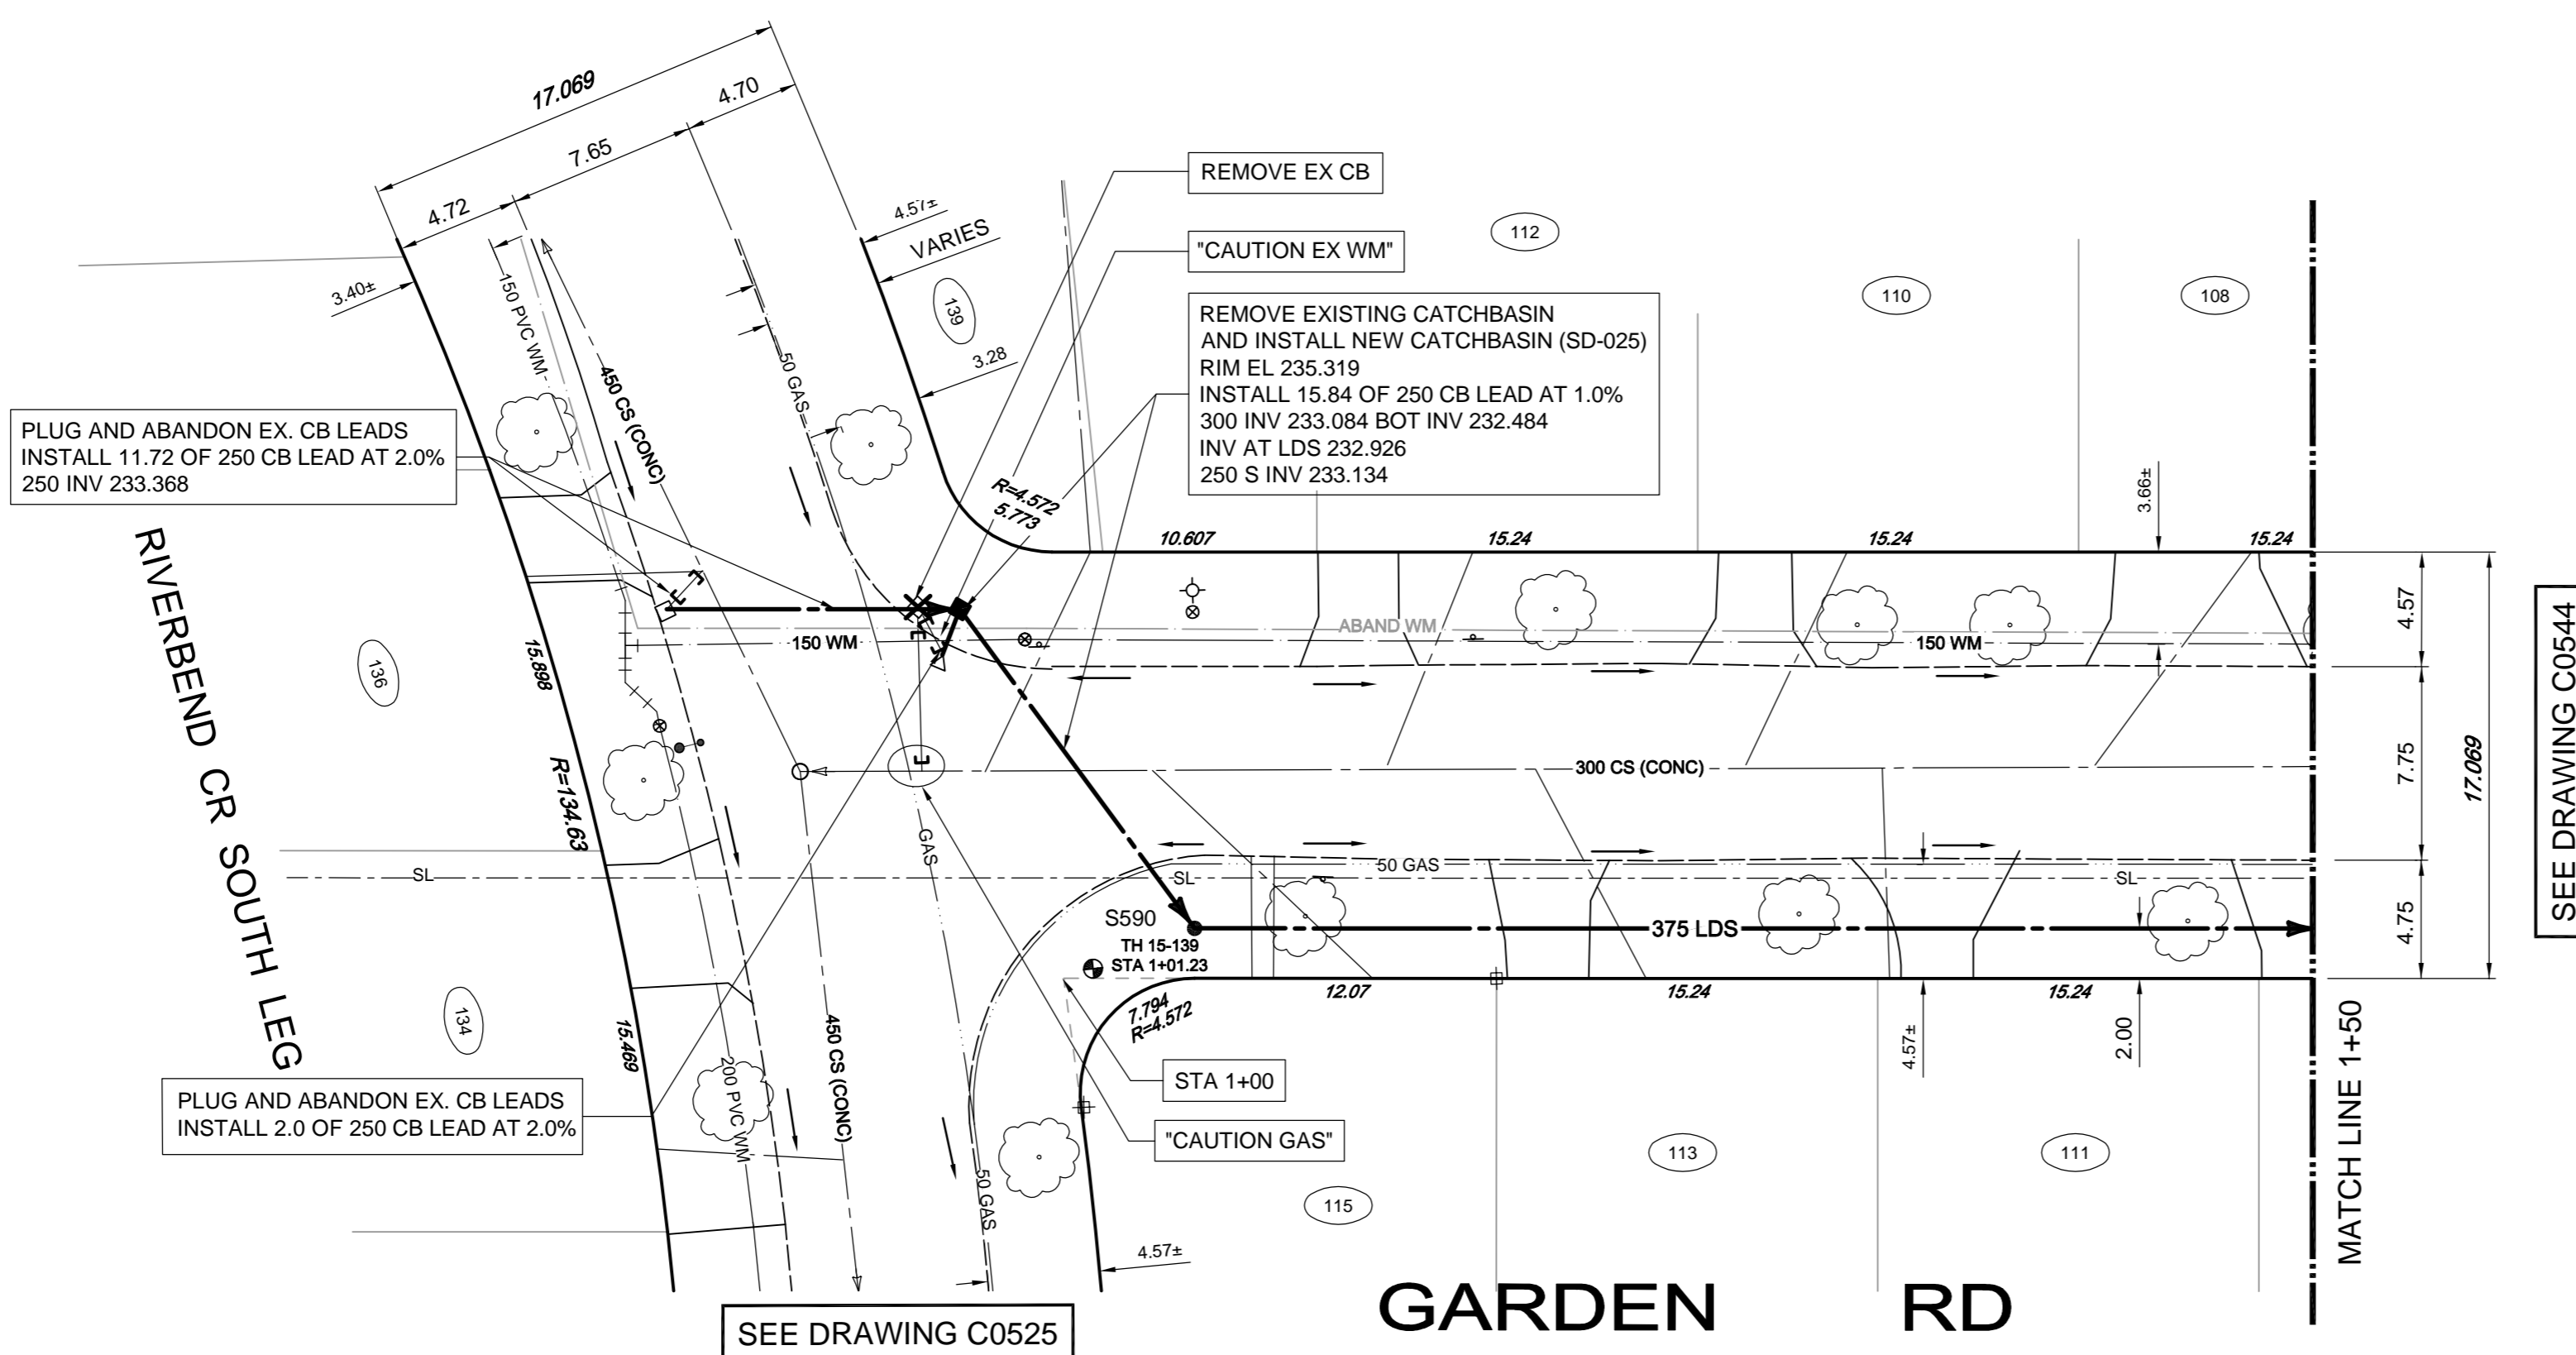 17.069
4.70
7.65
4.72
4.57±
VARIES
3.40±
139
3.28
150 PVC WM
450 CS (CONC)
50 GAS
REMOVE EX CB
"CAUTION EX WM"
112
110
108
REMOVE EXISTING CATCHBASIN
AND INSTALL NEW CATCHBASIN (SD-025)
RIM EL 235.319
INSTALL 15.84 OF 250 CB LEAD AT 1.0%
300 INV 233.084 BOT INV 232.484
INV AT LDS 232.926
250 S INV 233.134
PLUG AND ABANDON EX. CB LEADS
INSTALL 11.72 OF 250 CB LEAD AT 2.0%
250 INV 233.368
R=4.572
5.773
10.607
15.24
15.24
15.24
3.66±
RIVERBEND CR SOUTH LEG
136
15.898
R=134.63
150 WM
ABAND WM
150 WM
4.57
7.75
4.75
17.069
SEE DRAWING C0544
300 CS (CONC)
GAS
50 GAS
SL
SL
SL
S590
TH 15-139
STA 1+01.23
375 LDS
12.07
15.24
15.24
7.794
R=4.572
4.57±
2.00
134
15.469
450 CS (CONC)
200 PVC WM
50 GAS
PLUG AND ABANDON EX. CB LEADS
INSTALL 2.0 OF 250 CB LEAD AT 2.0%
STA 1+00
"CAUTION GAS"
113
111
115
4.57±
MATCH LINE 1+50
GARDEN RD
SEE DRAWING C0525